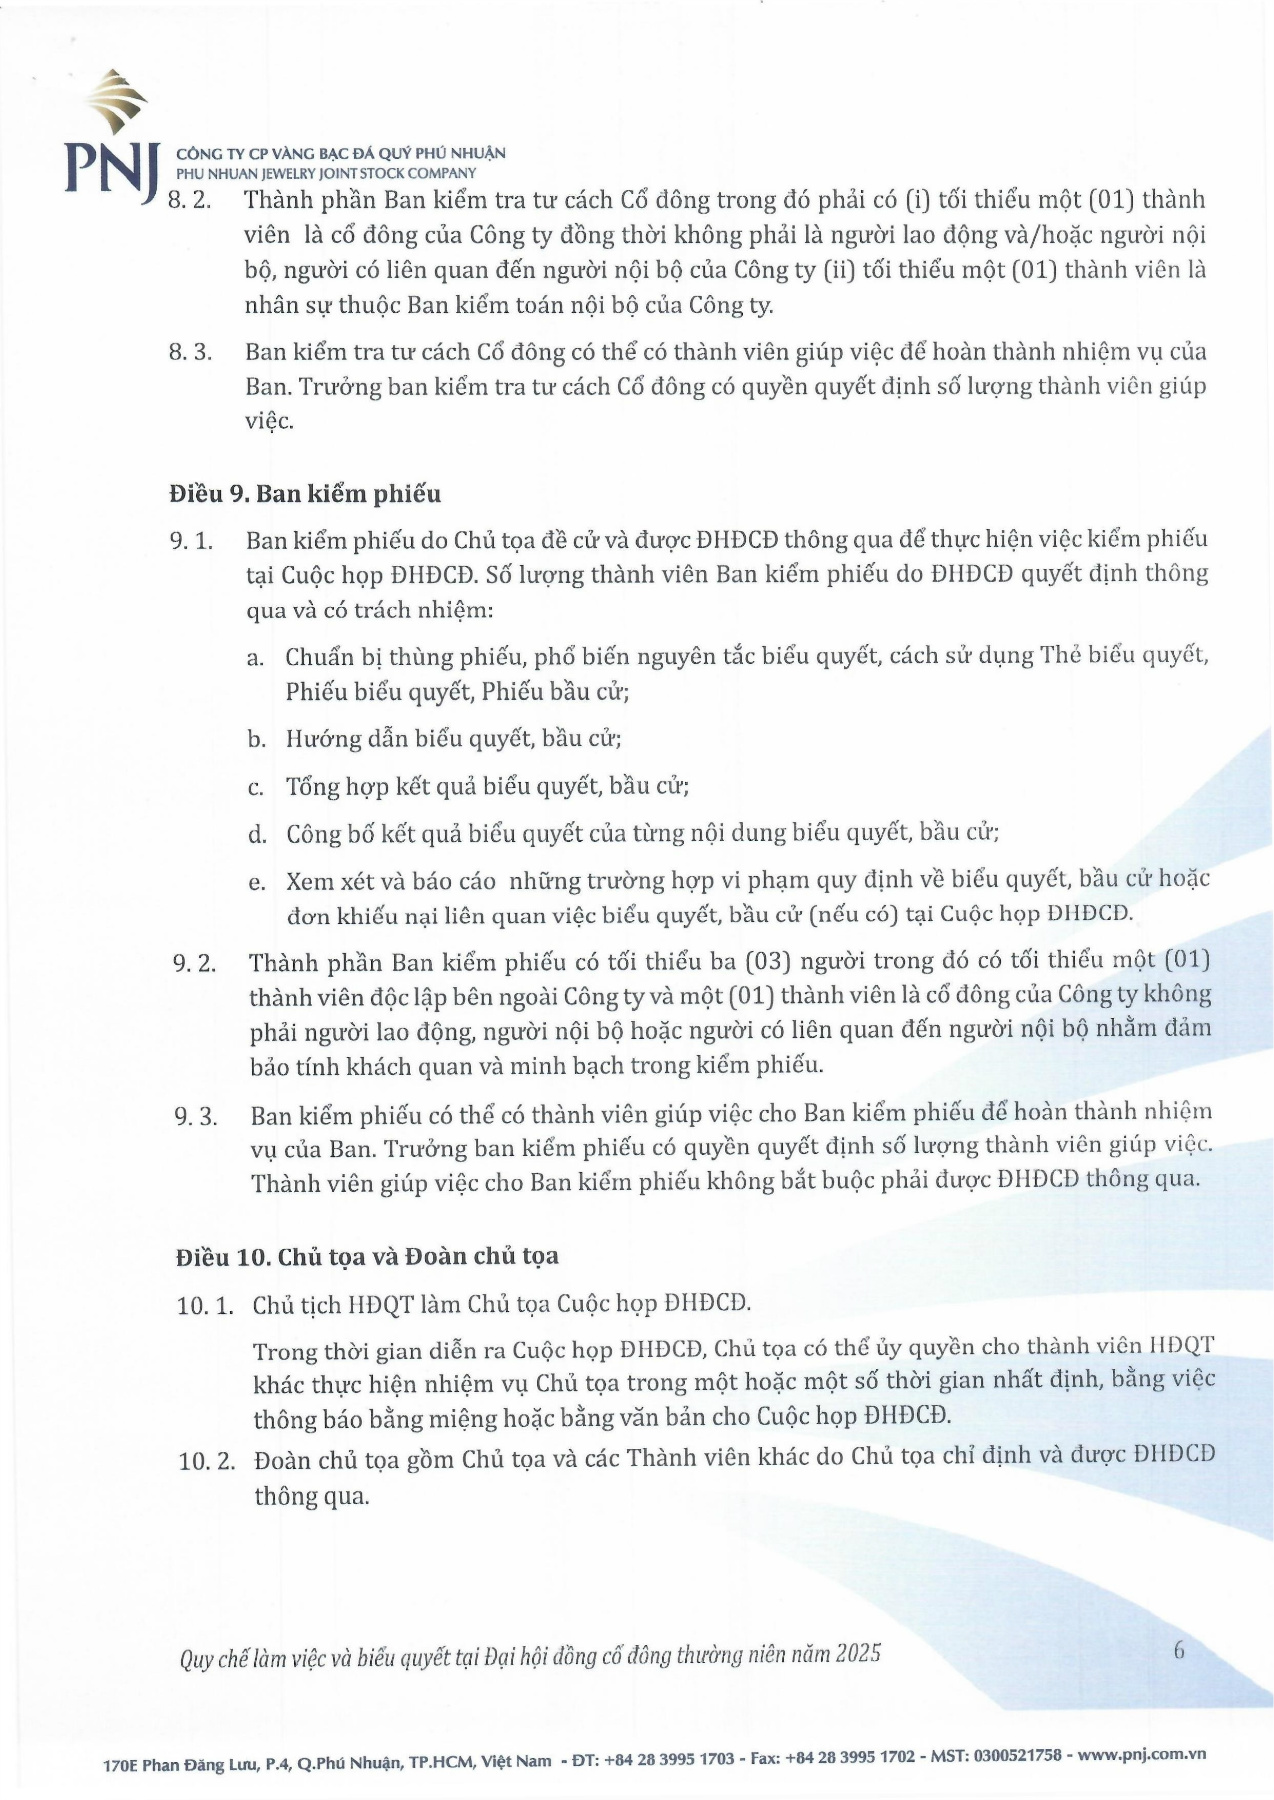 PNJ
CÔNG TY CP VÀNG BẠC ĐÁ QUÝ PHÚ NHUẬN
PHU NHUAN JEWELRY JOINT STOCK COMPANY
8. 2. Thành phần Ban kiểm tra tư cách Cổ đông trong đó phải có (i) tối thiểu một (01) thành
viên là cổ đông của Công ty đồng thời không phải là người lao động và/hoặc người nội
bộ, người có liên quan đến người nội bộ của Công ty (ii) tối thiểu một (01) thành viên là
nhân sự thuộc Ban kiểm toán nội bộ của Công ty.
8. 3. Ban kiểm tra tư cách Cổ đông có thể có thành viên giúp việc để hoàn thành nhiệm vụ của
Ban. Trưởng ban kiểm tra tư cách Cổ đông có quyền quyết định số lượng thành viên giúp
việc.
Điều 9. Ban kiểm phiếu
9. 1. Ban kiểm phiếu do Chủ tọa đề cử và được ĐHĐCĐ thông qua để thực hiện việc kiểm phiếu
tại Cuộc họp ĐHĐCĐ. Số lượng thành viên Ban kiểm phiếu do ĐHĐCĐ quyết định thông
qua và có trách nhiệm:
a. Chuẩn bị thùng phiếu, phổ biến nguyên tắc biểu quyết, cách sử dụng Thẻ biểu quyết,
Phiếu biểu quyết, Phiếu bầu cử;
b. Hướng dẫn biểu quyết, bầu cử;
c. Tổng hợp kết quả biểu quyết, bầu cử;
d. Công bố kết quả biểu quyết của từng nội dung biểu quyết, bầu cử;
e. Xem xét và báo cáo những trường hợp vi phạm quy định về biểu quyết, bầu cử hoặc
đơn khiếu nại liên quan việc biểu quyết, bầu cử (nếu có) tại Cuộc họp ĐHĐCĐ.
9. 2. Thành phần Ban kiểm phiếu có tối thiểu ba (03) người trong đó có tối thiểu một (01)
thành viên độc lập bên ngoài Công ty và một (01) thành viên là cổ đông của Công ty không
phải người lao động, người nội bộ hoặc người có liên quan đến người nội bộ nhằm đảm
bảo tính khách quan và minh bạch trong kiểm phiếu.
9. 3. Ban kiểm phiếu có thể có thành viên giúp việc cho Ban kiểm phiếu để hoàn thành nhiệm
vụ của Ban. Trưởng ban kiểm phiếu có quyền quyết định số lượng thành viên giúp việc.
Thành viên giúp việc cho Ban kiểm phiếu không bắt buộc phải được ĐHĐCĐ thông qua.
Điều 10. Chủ tọa và Đoàn chủ tọa
10. 1. Chủ tịch HĐQT làm Chủ tọa Cuộc họp ĐHĐCĐ.
Trong thời gian diễn ra Cuộc họp ĐHĐCĐ, Chủ tọa có thể ủy quyền cho thành viên HĐQT
khác thực hiện nhiệm vụ Chủ tọa trong một hoặc một số thời gian nhất định, bằng việc
thông báo bằng miệng hoặc bằng văn bản cho Cuộc họp ĐHĐCĐ.
10. 2. Đoàn chủ tọa gồm Chủ tọa và các Thành viên khác do Chủ tọa chỉ định và được ĐHĐCĐ
thông qua.
Quy chế làm việc và biểu quyết tại Đại hội đồng cổ đông thường niên năm 2025 6
170E Phan Đăng Lưu, P.4, Q.Phú Nhuận, TP.HCM, Việt Nam - ĐT: +84 28 3995 1703 - Fax: +84 28 3995 1702 - MST: 0300521758 - www.pnj.com.vn